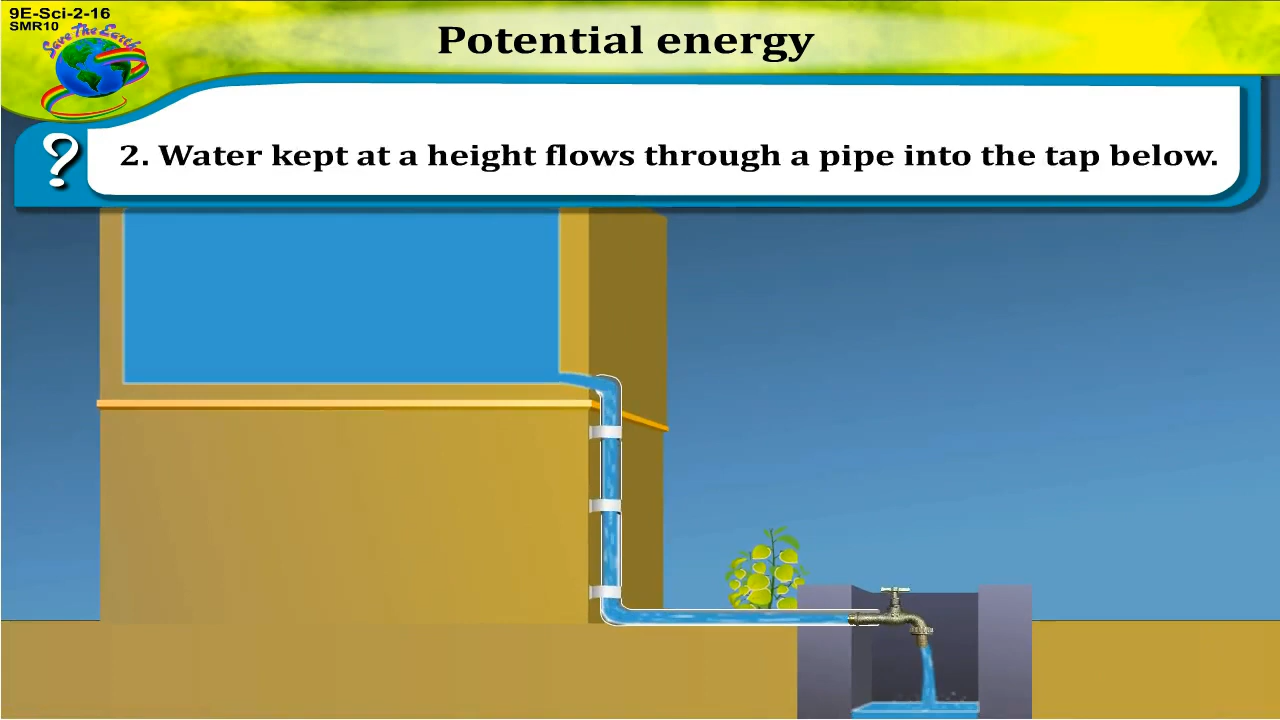 9E-Sci-2-16
SMR10
Save The Earth
Potential energy
?
2. Water kept at a height flows through a pipe into the tap below.